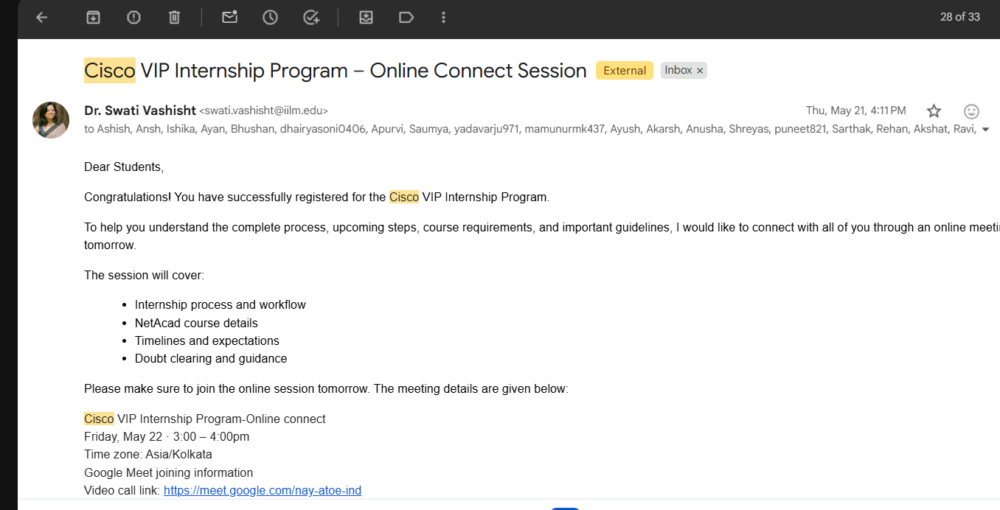 28 of 33
Cisco VIP Internship Program – Online Connect Session External Inbox ×
Dr. Swati Vashisht <swati.vashisht@iilm.edu> Thu, May 21, 4:11 PM
to Ashish, Ansh, Ishika, Ayan, Bhushan, dhairyasoni0406, Apurvi, Saumya, yadavarju971, mamunurmk437, Ayush, Akarsh, Anusha, Shreyas, puneet821, Sarthak, Rehan, Akshat, Ravi,
Dear Students,
Congratulations! You have successfully registered for the Cisco VIP Internship Program.
To help you understand the complete process, upcoming steps, course requirements, and important guidelines, I would like to connect with all of you through an online
tomorrow.
The session will cover:
• Internship process and workflow
• NetAcad course details
• Timelines and expectations
• Doubt clearing and guidance
Please make sure to join the online session tomorrow. The meeting details are given below:
Cisco VIP Internship Program-Online connect
Friday, May 22 · 3:00 – 4:00pm
Time zone: Asia/Kolkata
Google Meet joining information
Video call link: https://meet.google.com/nay-atoe-ind